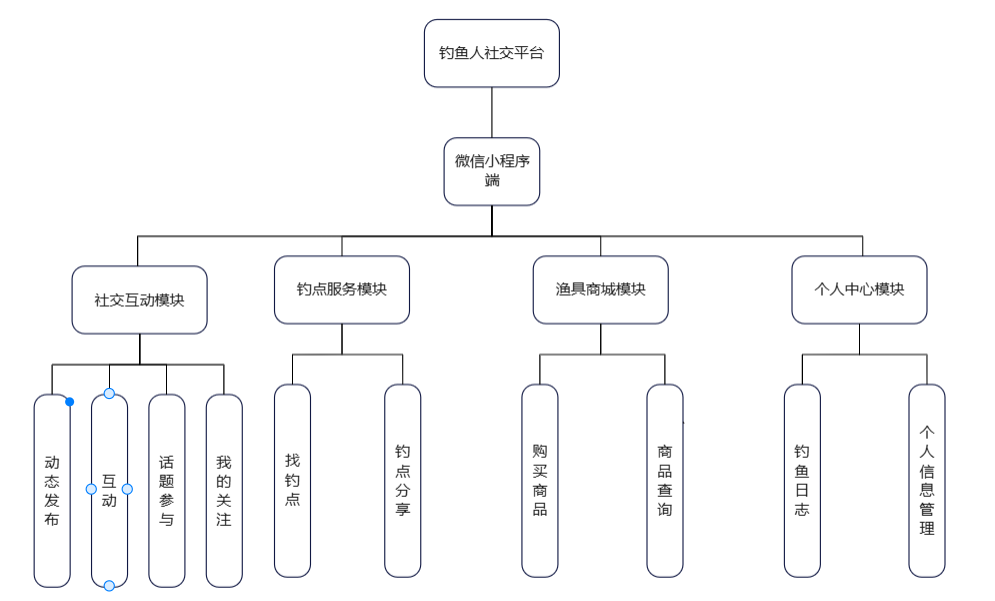 钓鱼人社交平台
微信小程序
端
社交互动模块
钓点服务模块
渔具商城模块
个人中心模块
动态发布
互动
话题参与
我的关注
找钓点
钓点分享
购买商品
商品查询
钓鱼日志
个人信息管理